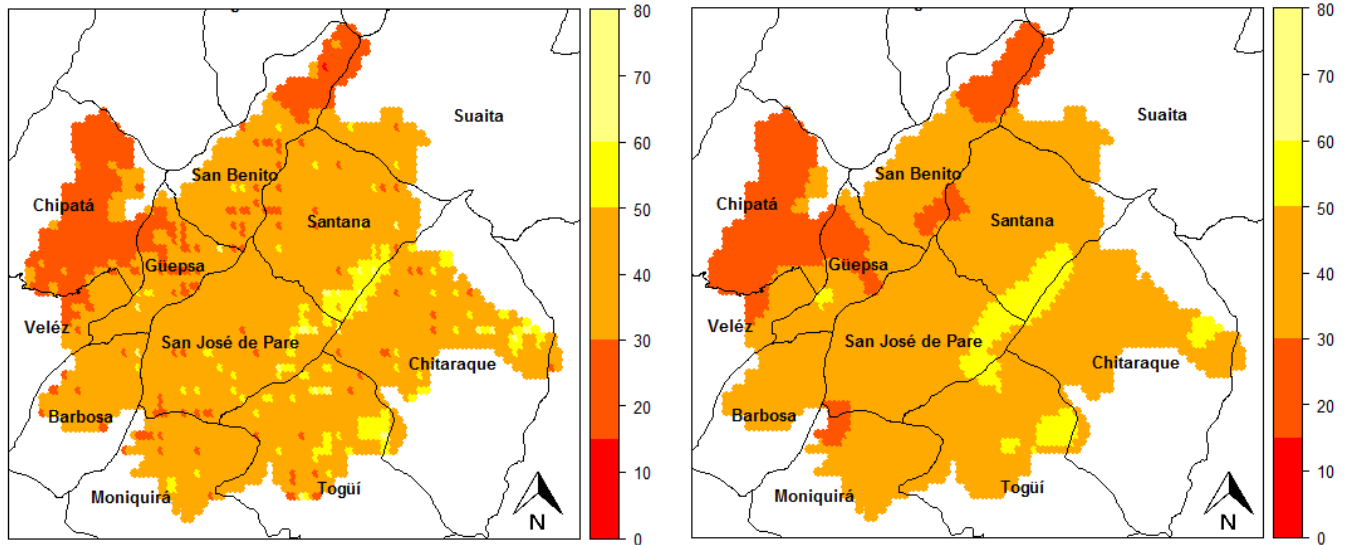 Suaita
San Benito
Chipatá
Santana
Güepsa
Veléz
San José de Pare
Chitaraque
Barbosa
Moniquirá
Togüí
N
80
70
60
50
40
30
20
10
0
Suaita
San Benito
Chipatá
Santana
Güepsa
Veléz
San José de Pare
Chitaraque
Barbosa
Moniquirá
Togüí
N
80
70
60
50
40
30
20
10
0